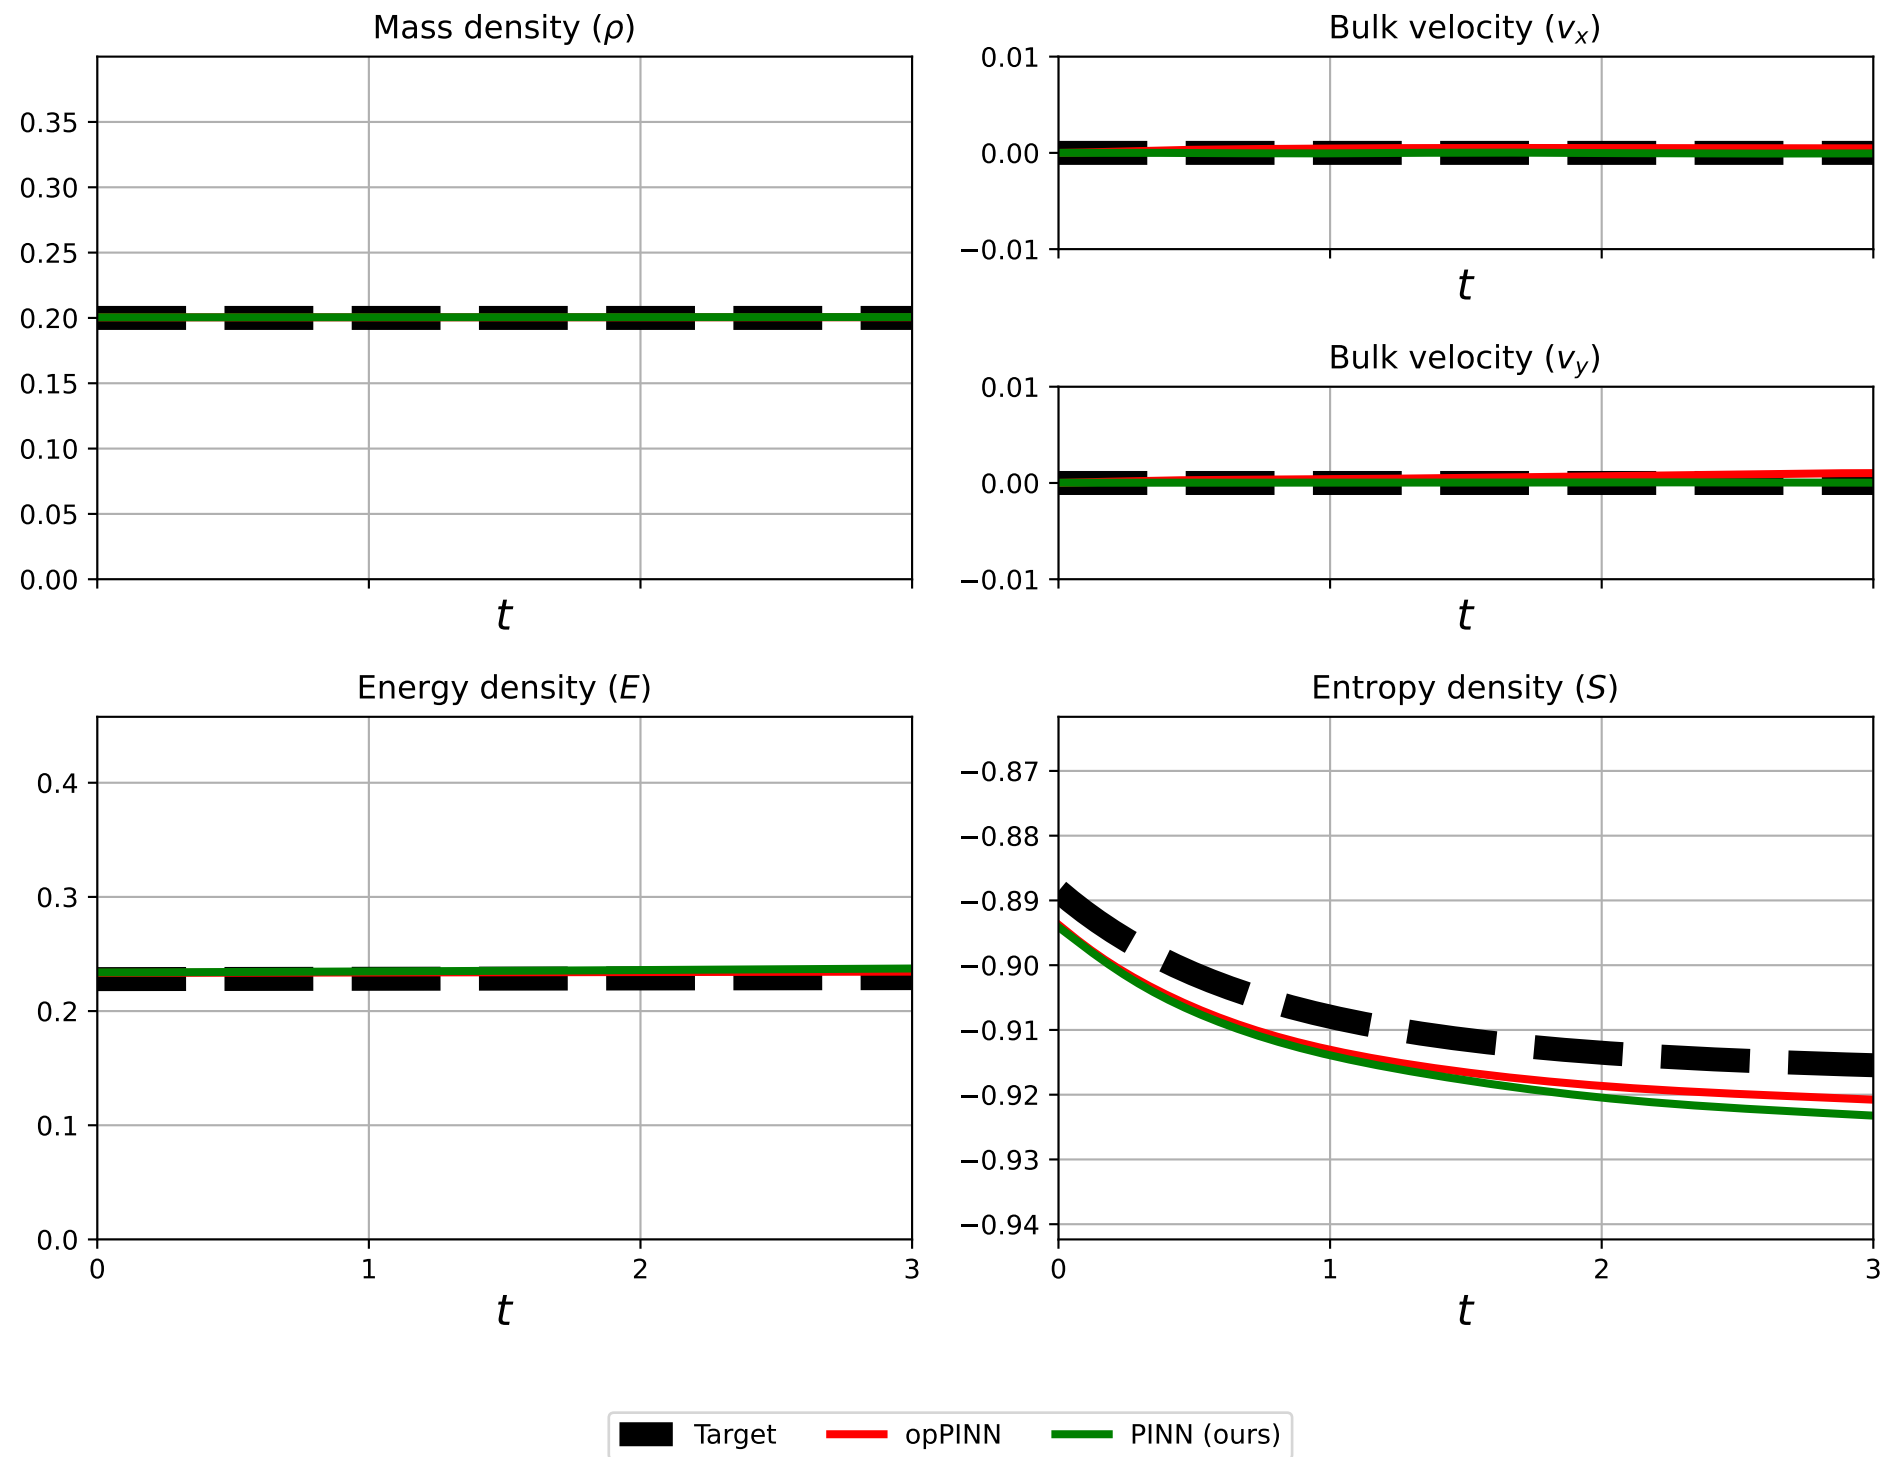 Mass density (ρ)
0.35
0.30
0.25
0.20
0.15
0.10
0.05
0.00
t
Bulk velocity (vₓ)
0.01
0.00
−0.01
t
Bulk velocity (v_y)
0.01
0.00
−0.01
t
Energy density (E)
0.4
0.3
0.2
0.1
0.0
0 1 2 3
t
Entropy density (S)
−0.87
−0.88
−0.89
−0.90
−0.91
−0.92
−0.93
−0.94
0 1 2 3
t
Target opPINN PINN (ours)